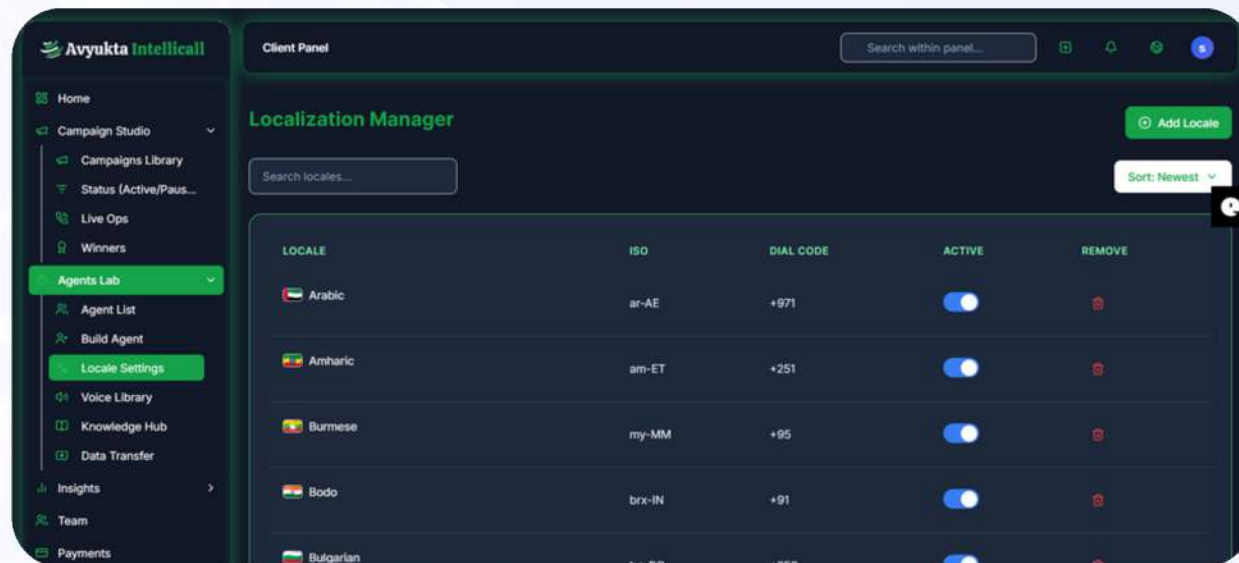 Avyukta Intellicall
Client Panel
Search within panel...
s
Home
Campaign Studio
Campaigns Library
Status (Active/Paus...
Live Ops
Winners
Agents Lab
Agent List
Build Agent
Locale Settings
Voice Library
Knowledge Hub
Data Transfer
Insights
Team
Payments
Localization Manager
Add Locale
Search locales...
Sort: Newest
LOCALE ISO DIAL CODE ACTIVE REMOVE
Arabic ar-AE +971
Amharic am-ET +251
Burmese my-MM +95
Bodo brx-IN +91
Bulgarian